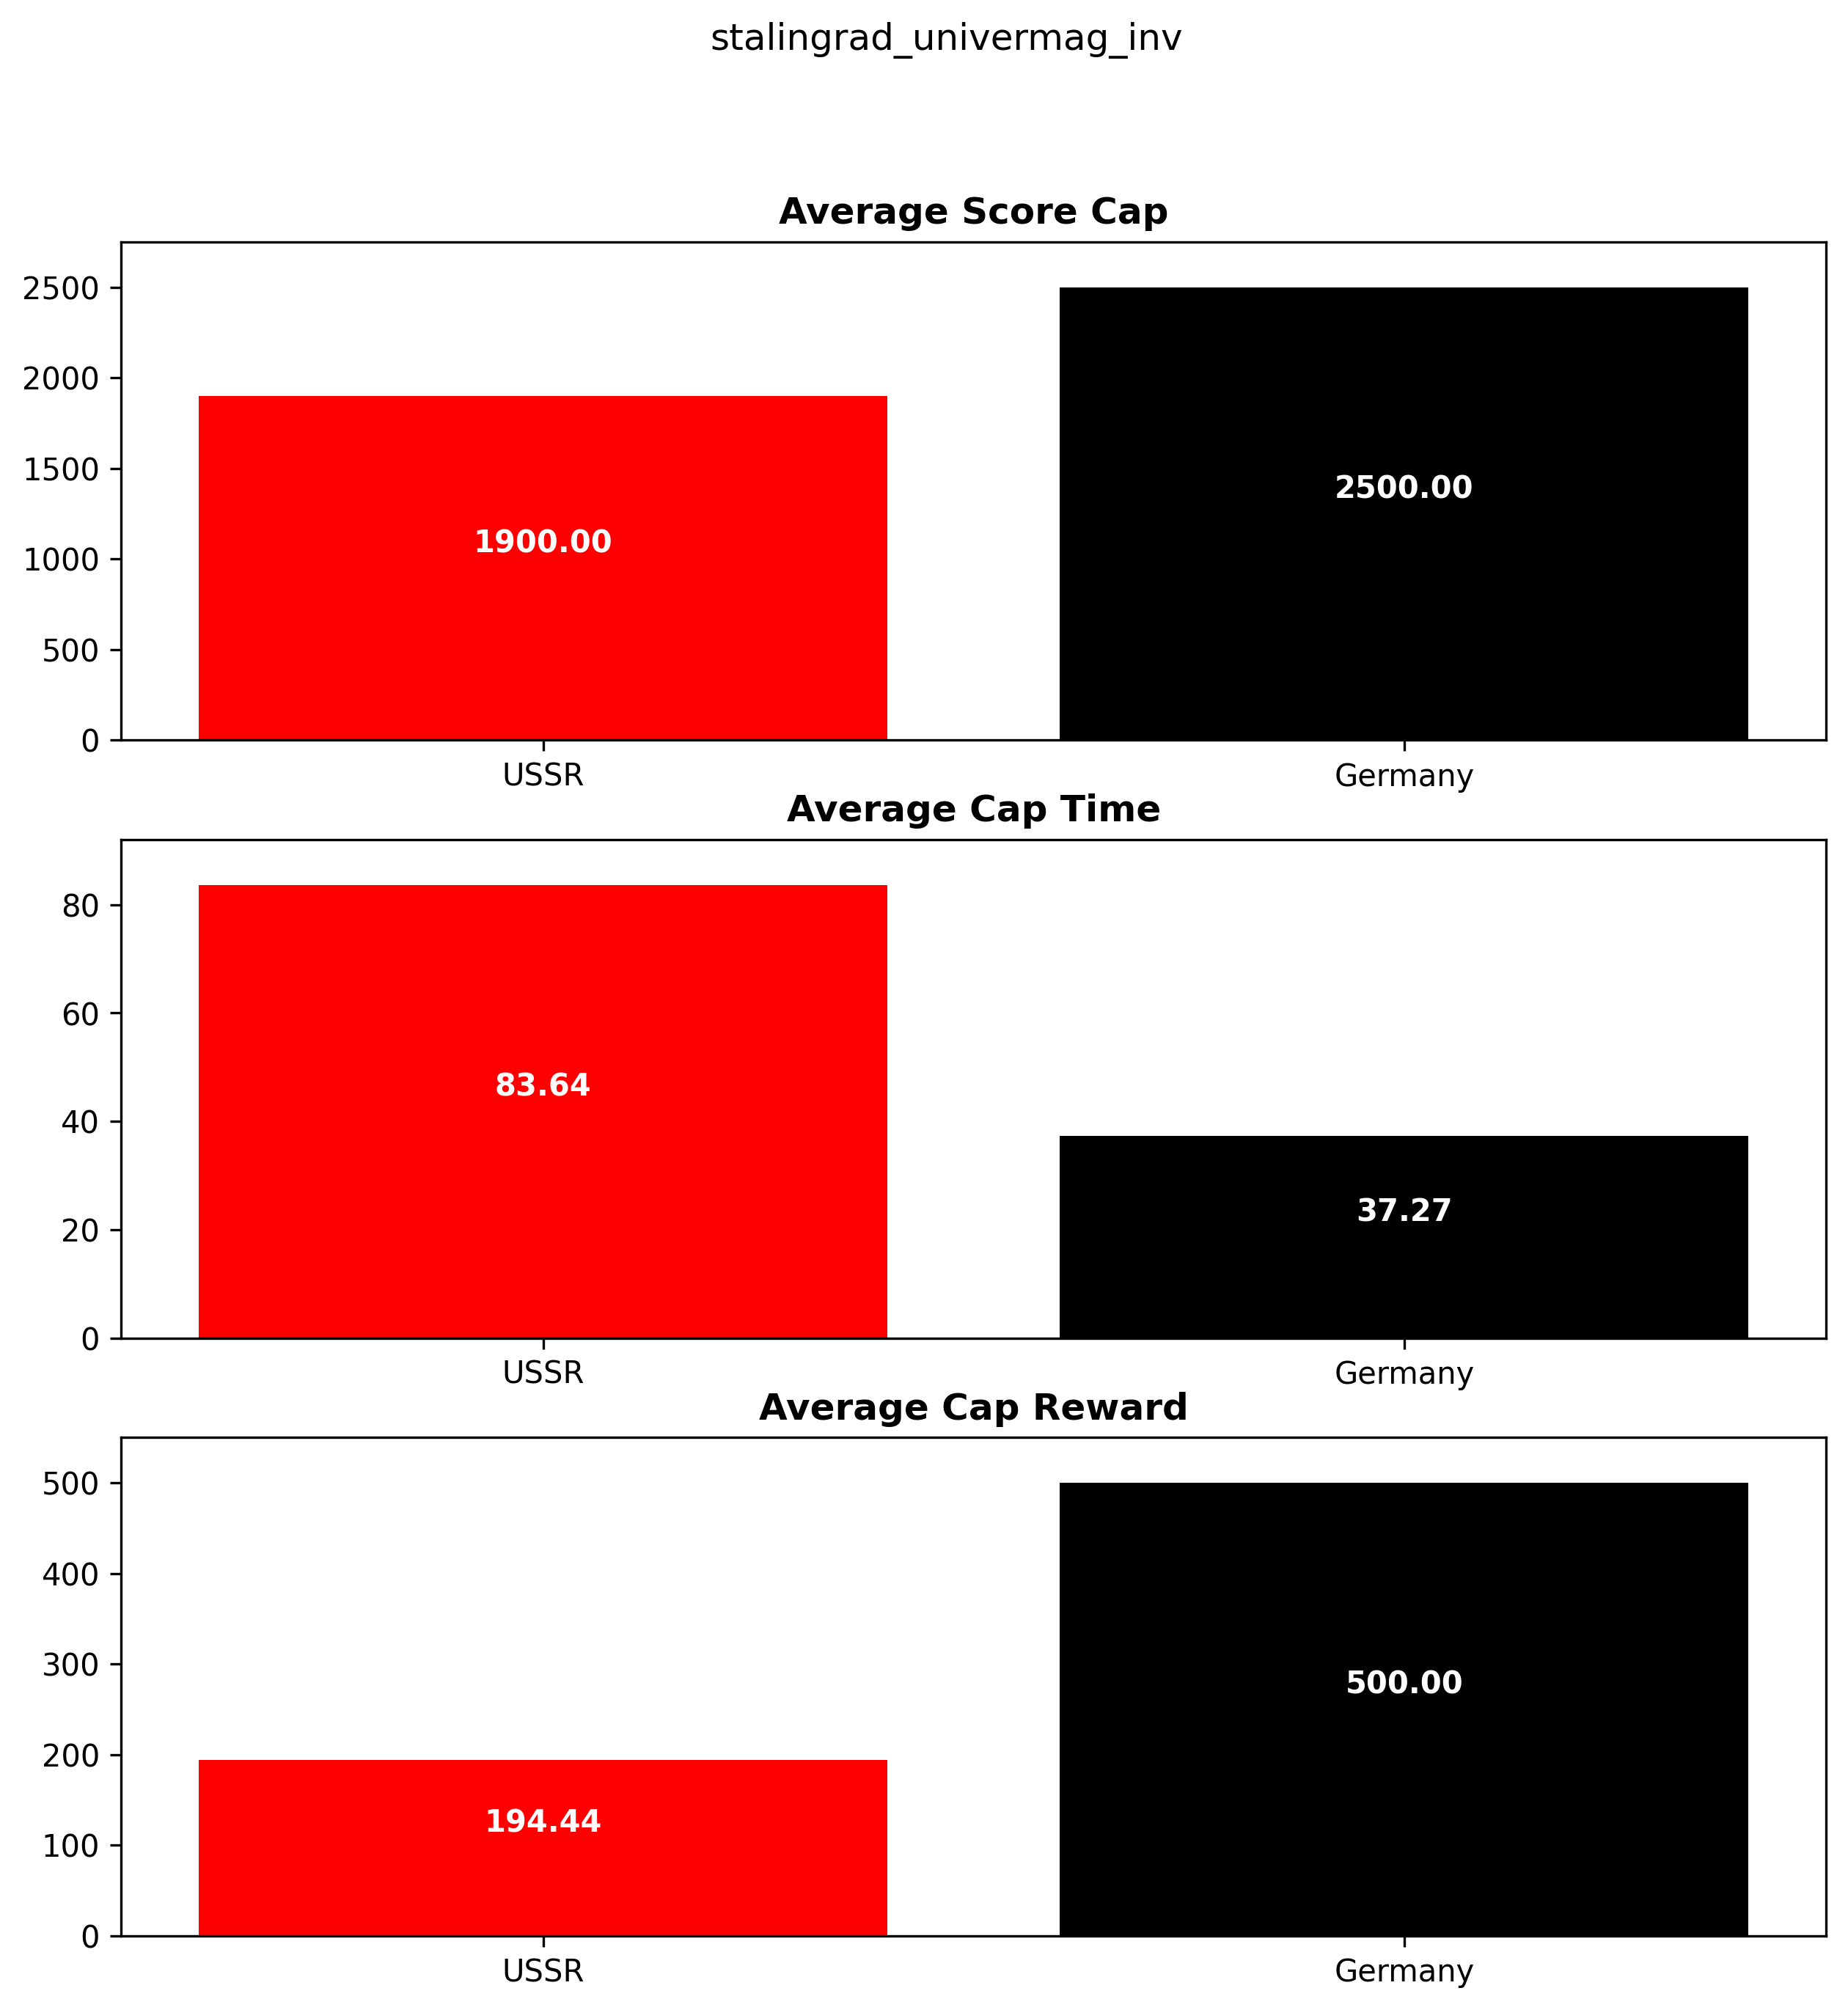 stalingrad_univermag_inv
Average Score Cap
2500
2000
1500
1000
500
0
1900.00
2500.00
USSR
Germany
Average Cap Time
80
60
40
20
0
83.64
37.27
USSR
Germany
Average Cap Reward
500
400
300
200
100
0
194.44
500.00
USSR
Germany